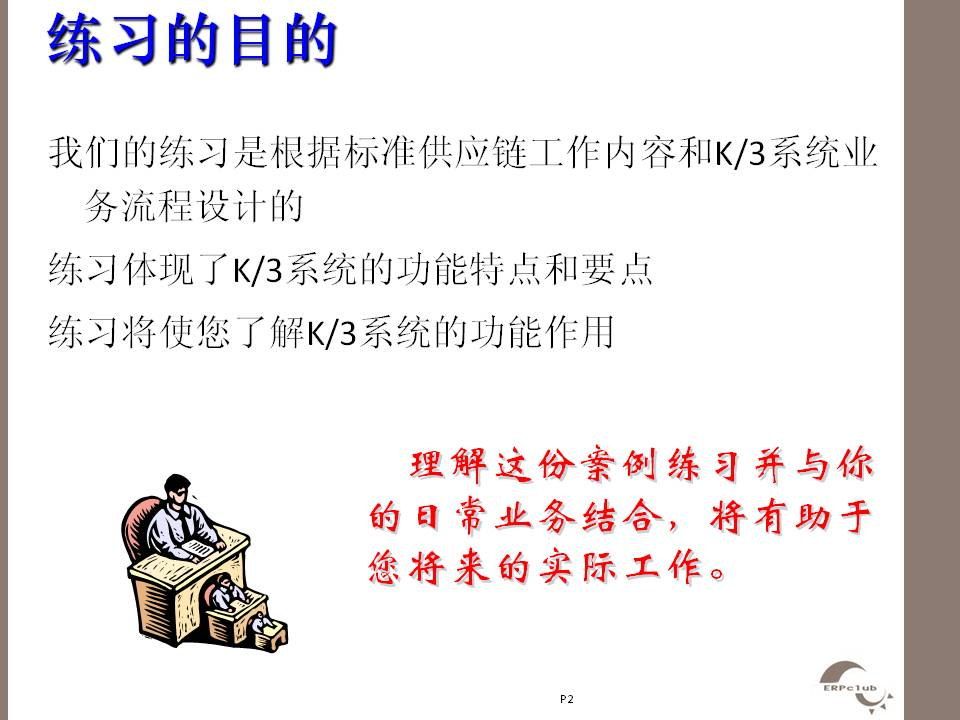 练习的目的
我们的练习是根据标准供应链工作内容和K/3系统业
务流程设计的
练习体现了K/3系统的功能特点和要点
练习将使您了解K/3系统的功能作用
理解这份案例练习并与你
的日常业务结合，将有助于
您将来的实际工作。
P2
ERPclub